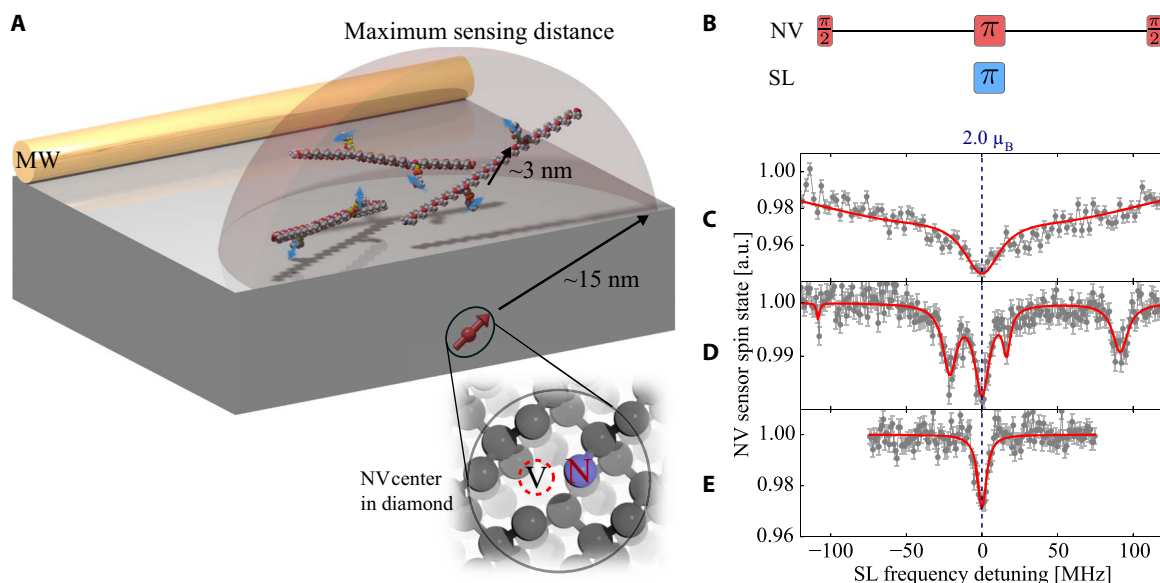 A
Maximum sensing distance
MW
~3 nm
~15 nm
NV center
in diamond
V
N
B
NV
π/2
π
π/2
SL
π
2.0 μ_B
C
1.00
0.98
0.96
D
1.00
0.99
E
1.00
0.98
0.96
NV sensor spin state [a.u.]
−100
−50
0
50
100
SL frequency detuning [MHz]